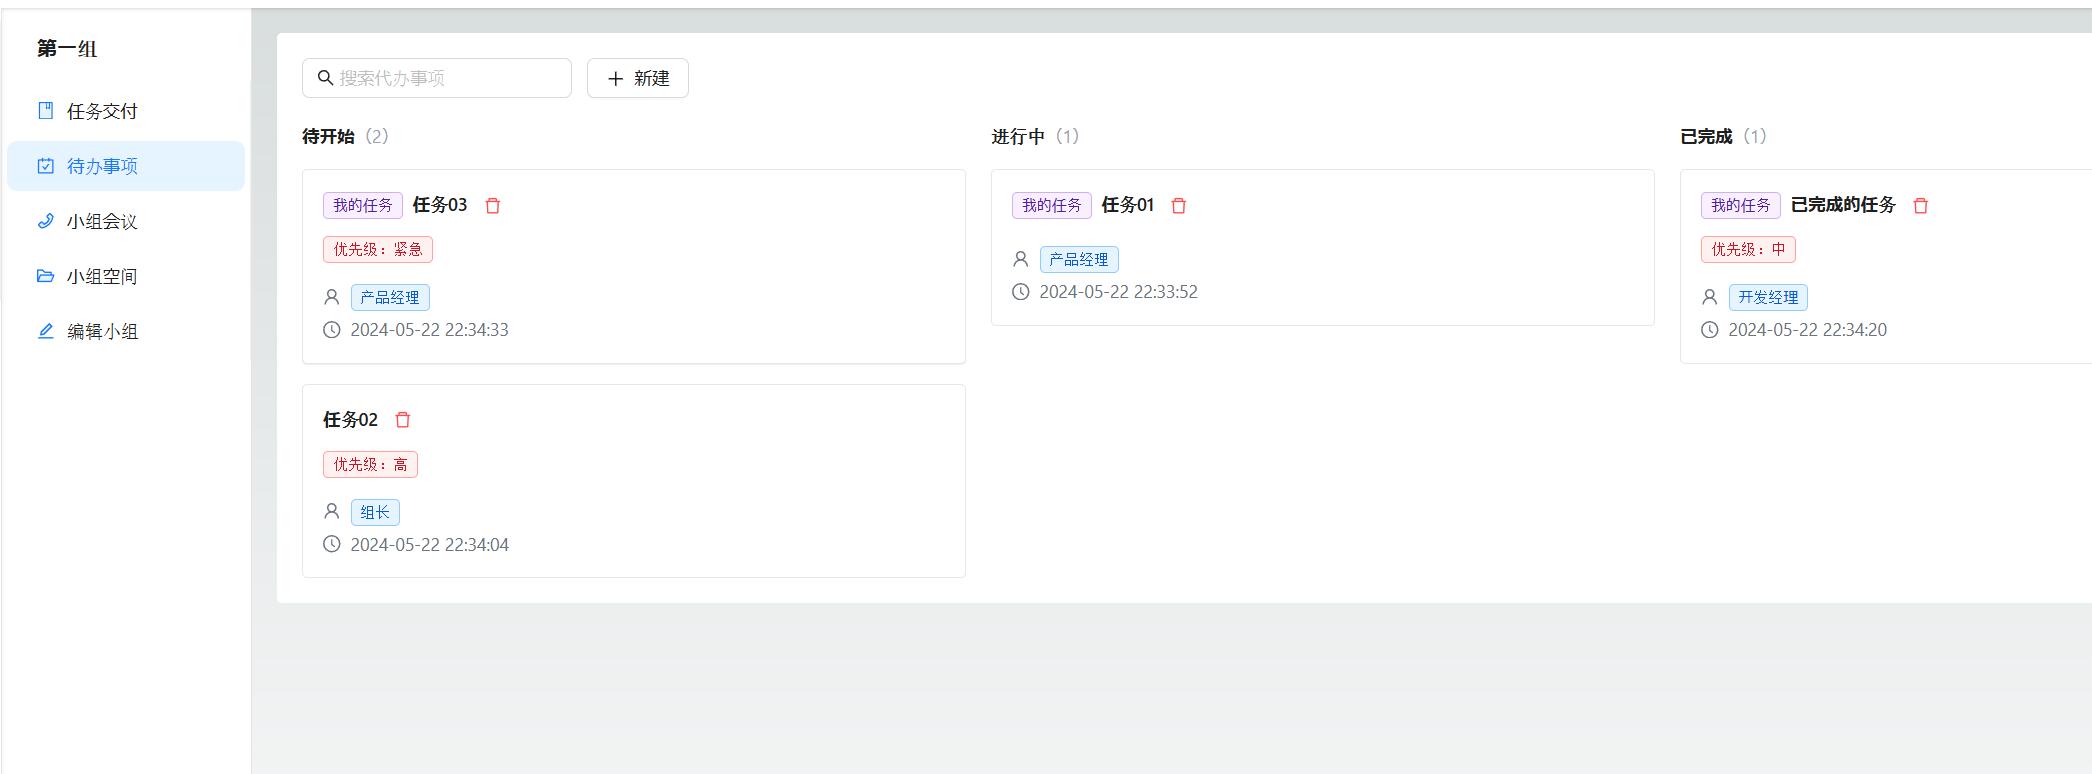 第一组
任务交付
待办事项
小组会议
小组空间
编辑小组
搜索代办事项
新建
待开始（2）
我的任务 任务03
优先级：紧急
产品经理
2024-05-22 22:34:33
任务02
优先级：高
组长
2024-05-22 22:34:04
进行中（1）
我的任务 任务01
产品经理
2024-05-22 22:33:52
已完成（1）
我的任务 已完成的任务
优先级：中
开发经理
2024-05-22 22:34:20